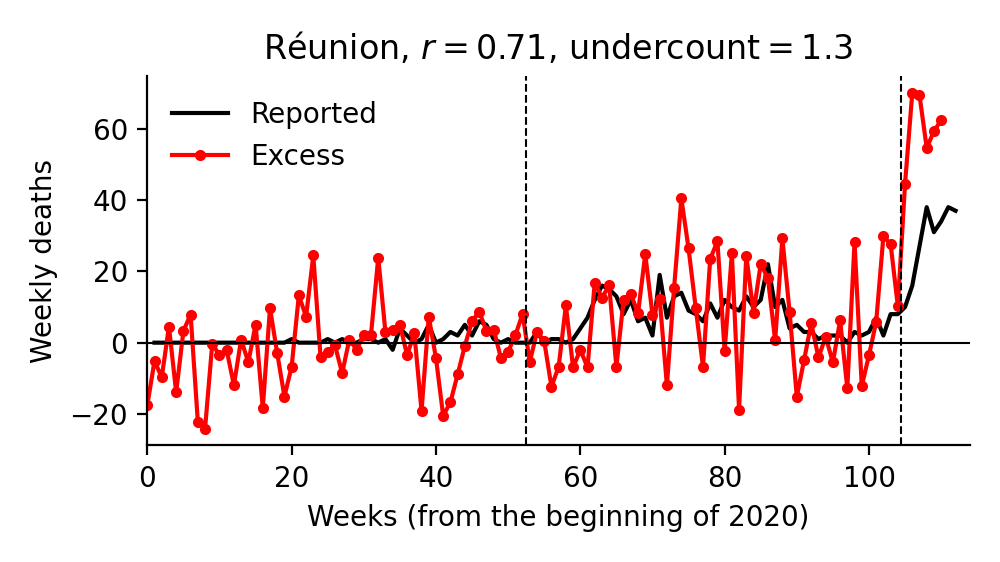 Réunion, r = 0.71, undercount = 1.3
Reported
Excess
Weekly deaths
60
40
20
0
−20
0 20 40 60 80 100
Weeks (from the beginning of 2020)